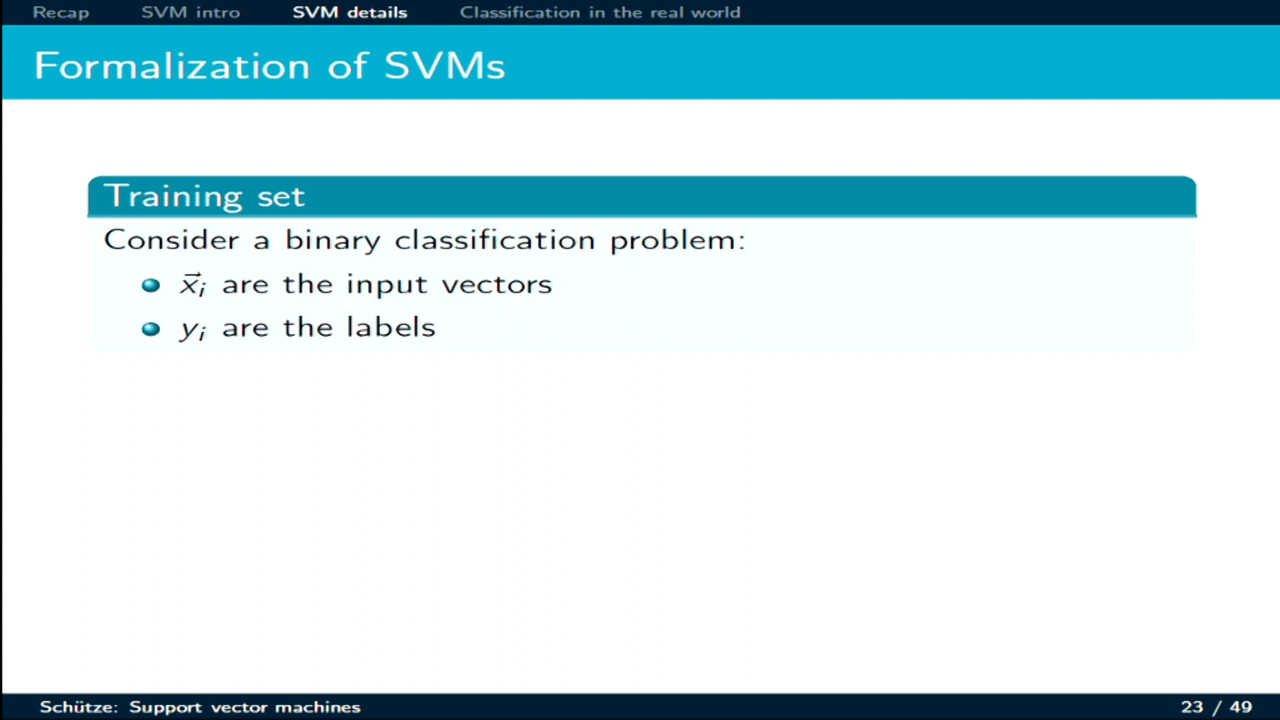 Recap SVM intro SVM details Classification in the real world
Formalization of SVMs
Training set
Consider a binary classification problem:
x⃗ᵢ are the input vectors
yᵢ are the labels
Schütze: Support vector machines 23 / 49